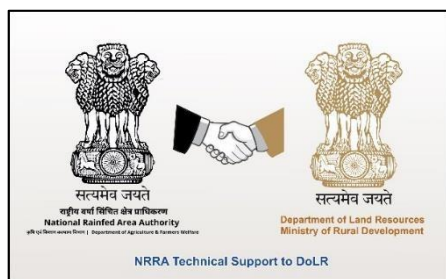 सत्यमेव जयते
राष्ट्रीय वर्षा सिंचित क्षेत्र प्राधिकरण
National Rainfed Area Authority
Department of Agriculture & Farmers Welfare
सत्यमेव जयते
Department of Land Resources
Ministry of Rural Development
NRRA Technical Support to DoLR